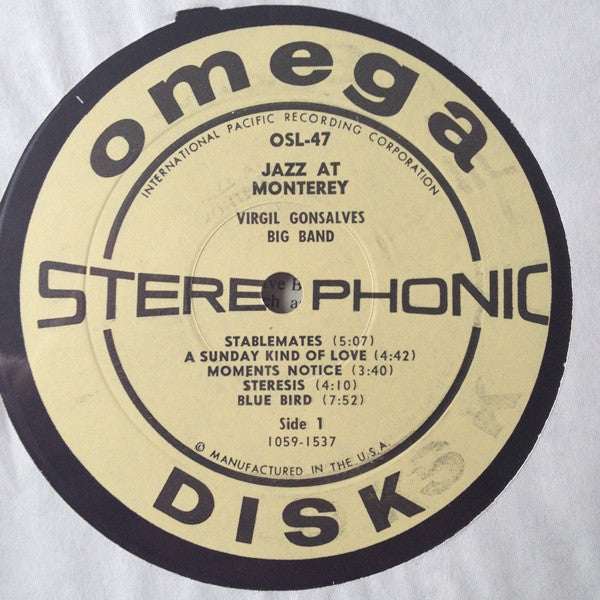 omega
INTERNATIONAL PACIFIC RECORDING CORPORATION
OSL-47
JAZZ AT
MONTEREY
VIRGIL GONSALVES
BIG BAND
STEREOPHONIC
STABLEMATES (5:07)
A SUNDAY KIND OF LOVE (4:42)
MOMENTS NOTICE (3:40)
STERESIS (4:10)
BLUE BIRD (7:52)
Side 1
1059-1537
© MANUFACTURED IN THE U.S.A.
DISK